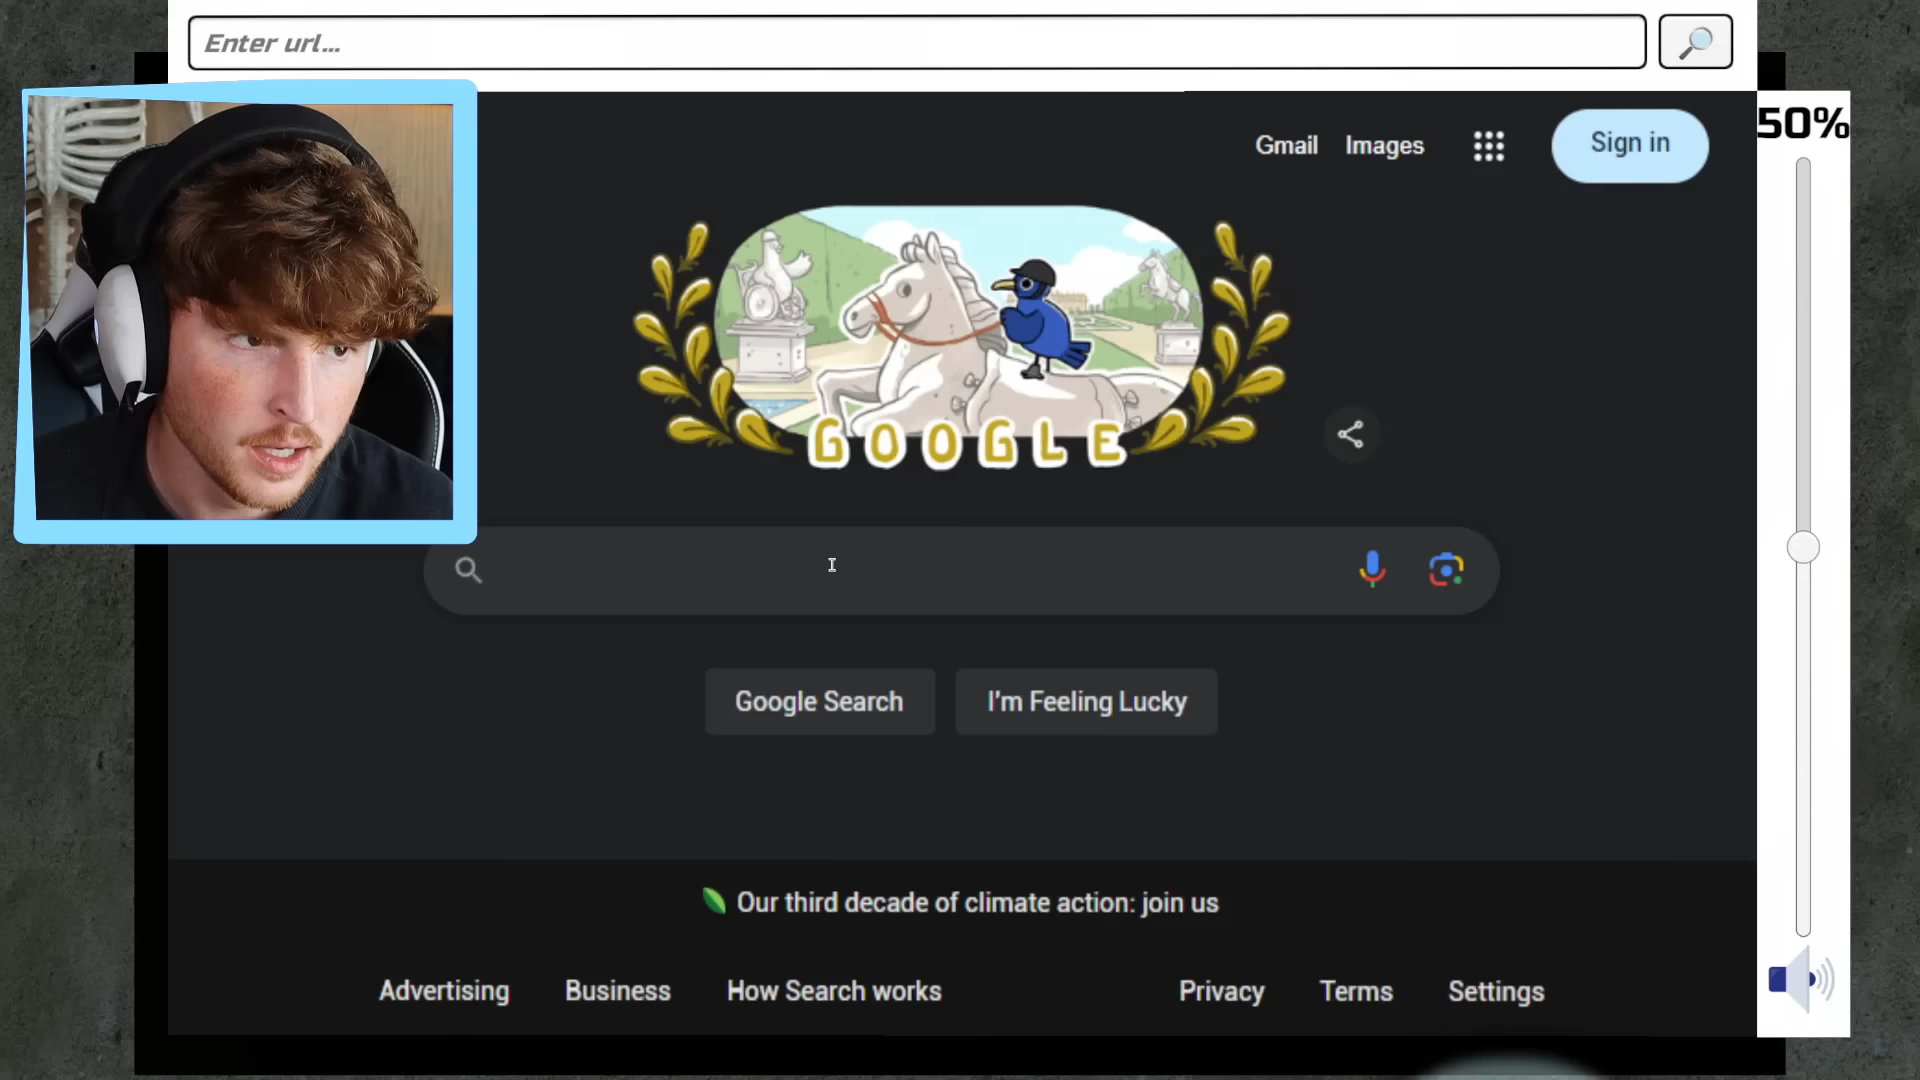 Enter url...
50%
Gmail Images Sign in
GOOGLE
Google Search I'm Feeling Lucky
Our third decade of climate action: join us
Advertising Business How Search works Privacy Terms Settings